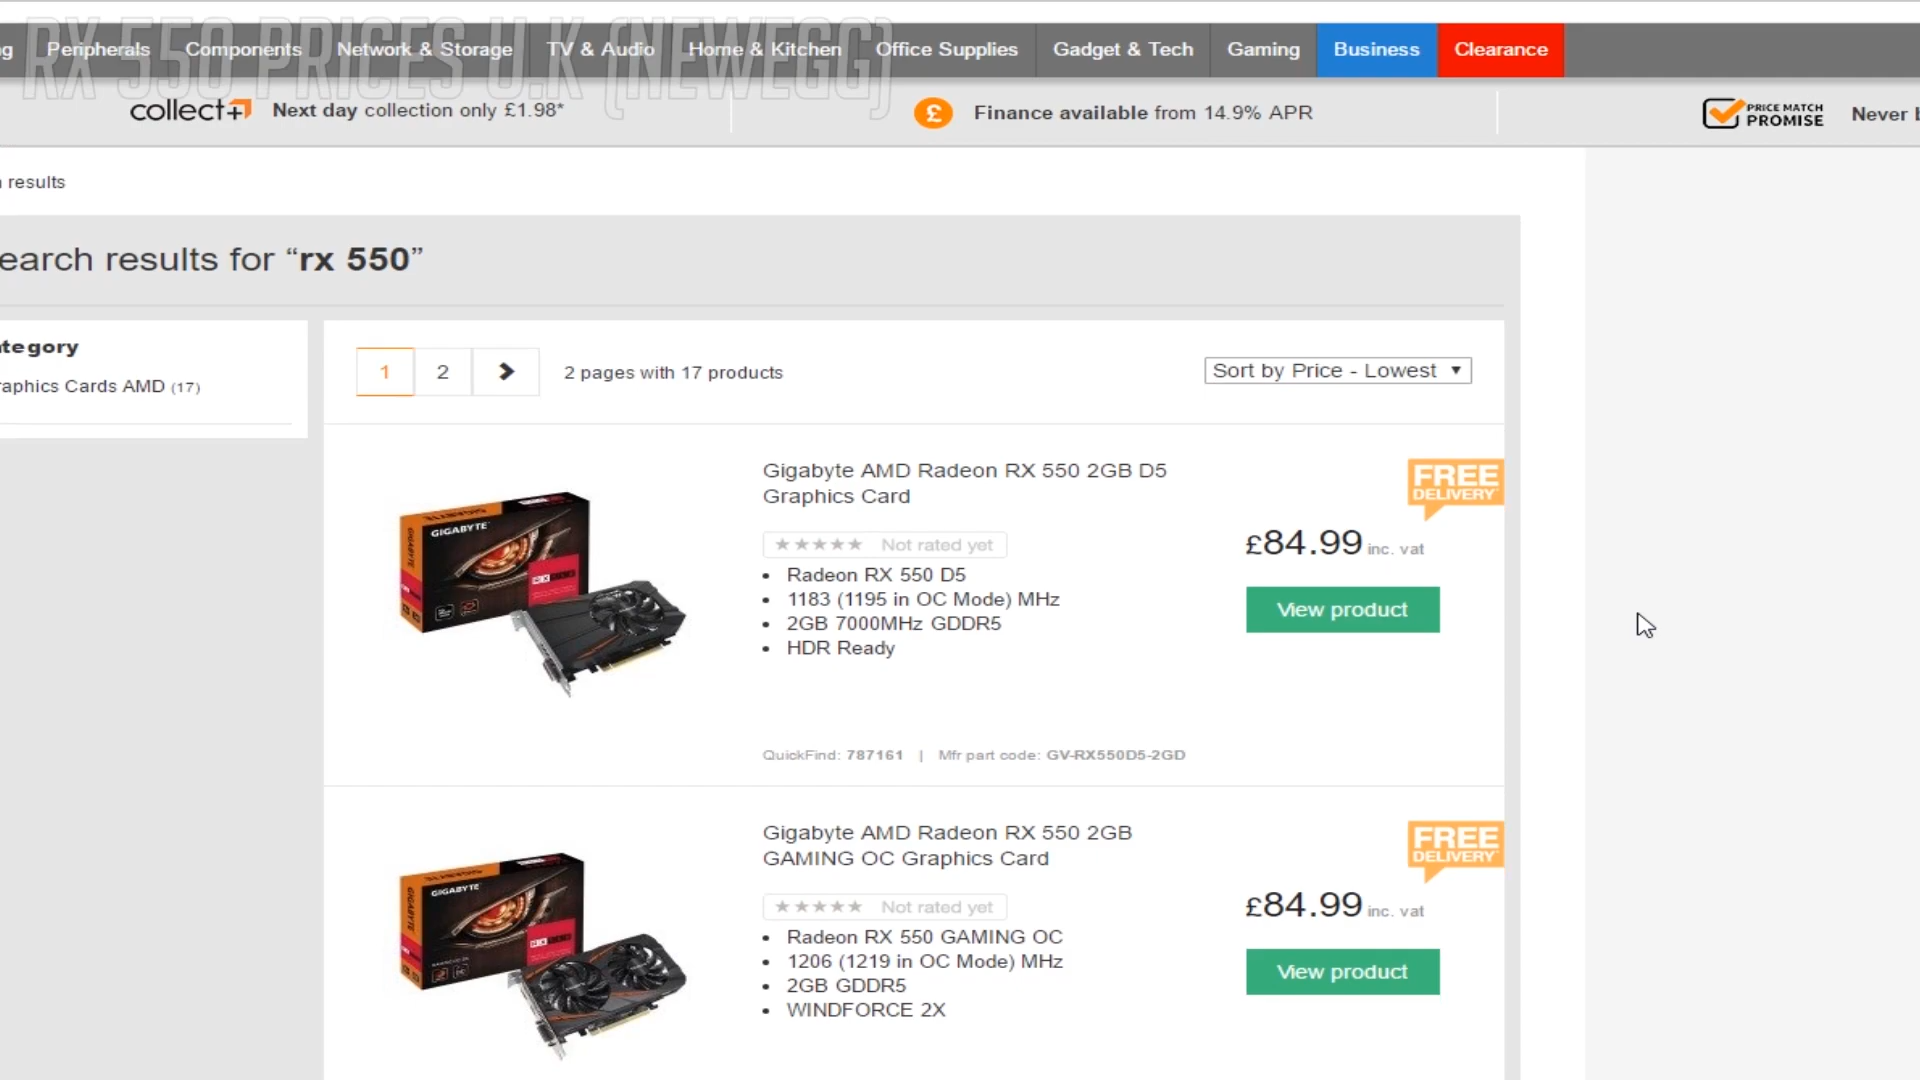 RX 550 PRICES U.K (NEWEGG)
g Peripherals Components Network & Storage TV & Audio Home & Kitchen Office Supplies Gadget & Tech Gaming Business Clearance
collect+ Next day collection only £1.98* £ Finance available from 14.9% APR PRICE MATCH PROMISE Never b
results
earch results for “rx 550”
tegory
raphics Cards AMD (17)
1 2 2 pages with 17 products Sort by Price - Lowest
Gigabyte AMD Radeon RX 550 2GB D5
Graphics Card
FREE
DELIVERY
GIGABYTE
Not rated yet
£84.99 inc. vat
• Radeon RX 550 D5
• 1183 (1195 in OC Mode) MHz
• 2GB 7000MHz GDDR5
• HDR Ready
View product
QuickFind: 787161 | Mfr part code: GV-RX550D5-2GD
Gigabyte AMD Radeon RX 550 2GB
GAMING OC Graphics Card
FREE
DELIVERY
GIGABYTE
Not rated yet
£84.99 inc. vat
• Radeon RX 550 GAMING OC
• 1206 (1219 in OC Mode) MHz
• 2GB GDDR5
• WINDFORCE 2X
View product